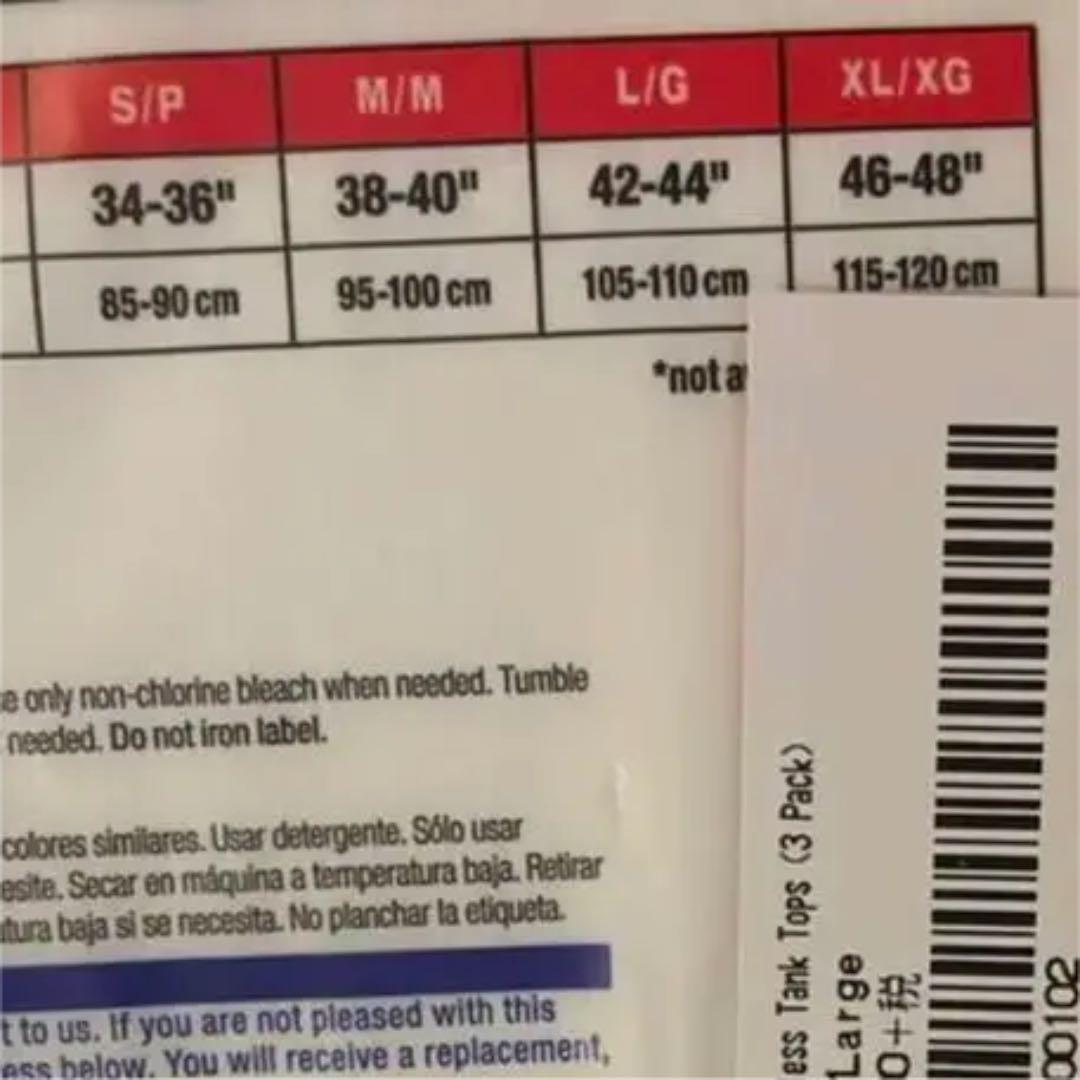 S/P M/M L/G XL/XG
34-36" 38-40" 42-44" 46-48"
85-90 cm 95-100 cm 105-110 cm 115-120 cm
*not a
e only non-chlorine bleach when needed. Tumble
needed. Do not iron label.
colores similares. Usar detergente. Sólo usar
esite. Secar en máquina a temperatura baja. Retirar
tura baja si se necesita. No planchar la etiqueta.
t to us. If you are not pleased with this
ess below. You will receive a replacement,
ess Tank Tops (3 Pack)
Large
0+税
00102